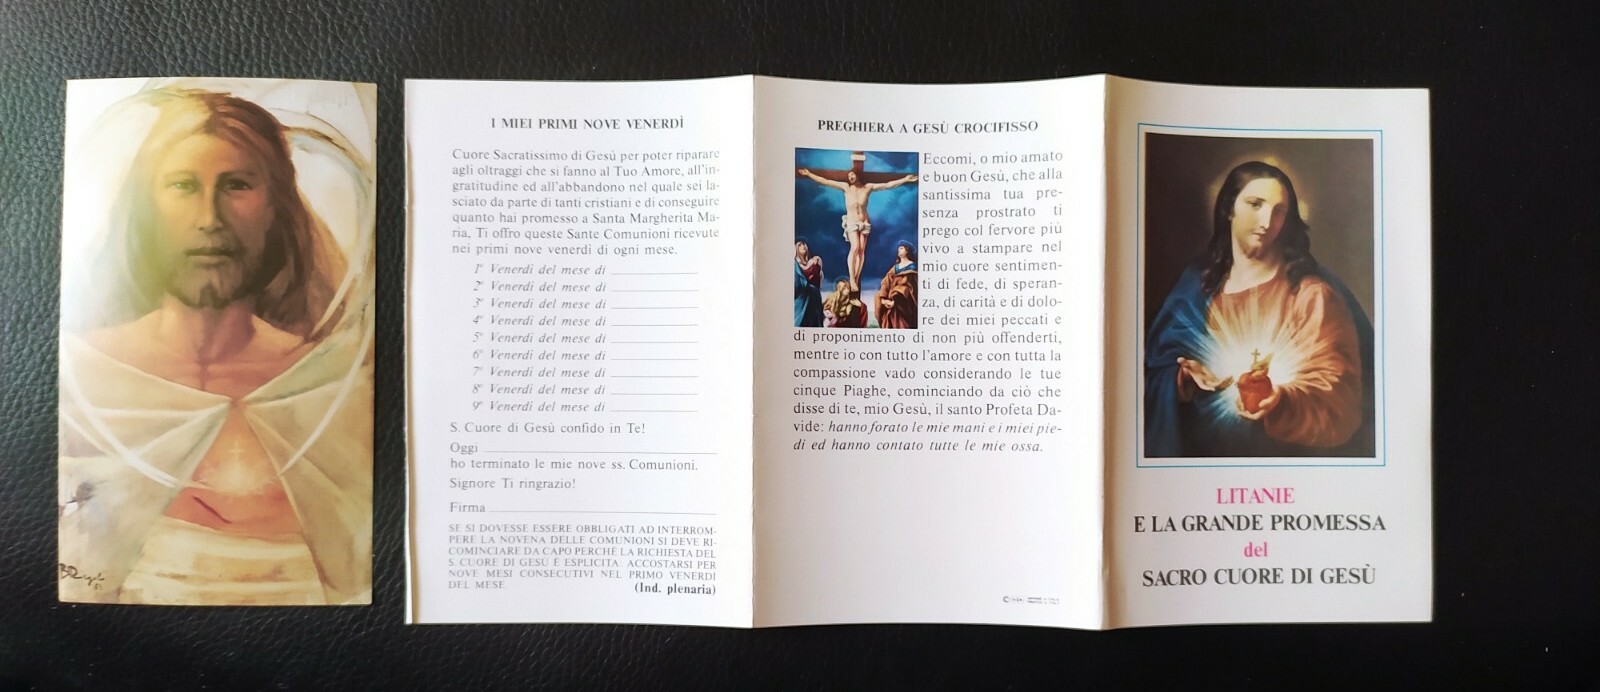 I MIEI PRIMI NOVE VENERDÌ
Cuore Sacratissimo di Gesù per poter riparare
agli oltraggi che si fanno al Tuo Amore, all'in-
gratitudine ed all'abbandono nel quale sei la-
sciato da parte di tanti cristiani e di conseguire
quanto hai promesso a Santa Margherita Ma-
ria, Ti offro queste Sante Comunioni ricevute
nei primi nove venerdì di ogni mese.
1º Venerdì del mese di
2º Venerdì del mese di
3º Venerdì del mese di
4º Venerdì del mese di
5º Venerdì del mese di
6º Venerdì del mese di
7º Venerdì del mese di
8º Venerdì del mese di
9º Venerdì del mese di
S. Cuore di Gesù confido in Te!
Oggi
ho terminato le mie nove ss. Comunioni.
Signore Ti ringrazio!
Firma
SE SI DOVESSE ESSERE OBBLIGATI AD INTERROM-
PERE LA NOVENA DELLE COMUNIONI SI DEVE RI-
COMINCIARE DA CAPO PERCHÉ LA RICHIESTA DEL
S. CUORE DI GESÙ È ESPLICITA: ACCOSTARSI PER
NOVE MESI CONSECUTIVI NEL PRIMO VENERDÌ
DEL MESE. (Ind. plenaria)
PREGHIERA A GESÙ CROCIFISSO
Eccomi, o mio amato
e buon Gesù, che alla
santissima tua pre-
senza prostrato ti
prego col fervore più
vivo a stampare nel
mio cuore sentimen-
ti di fede, di speran-
za, di carità e di dolo-
re dei miei peccati e
di proponimento di non più offenderti,
mentre io con tutto l'amore e con tutta la
compassione vado considerando le tue
cinque Piaghe, cominciando da ciò che
disse di te, mio Gesù, il santo Profeta Da-
vide: hanno forato le mie mani e i miei pie-
di ed hanno contato tutte le mie ossa.
LITANIE
E LA GRANDE PROMESSA
del
SACRO CUORE DI GESÙ